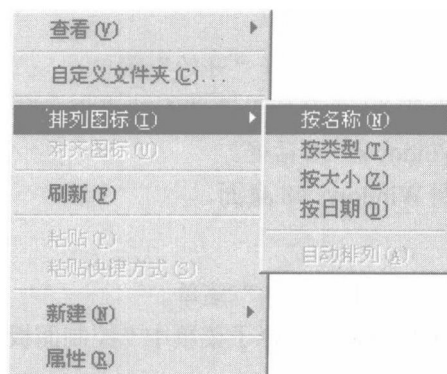 查看(V)
自定义文件夹(C)...
排列图标(I)
对齐图标(U)
刷新(F)
粘贴(P)
粘贴快捷方式(S)
新建(N)
属性(R)
按名称(N)
按类型(T)
按大小(Z)
按日期(D)
自动排列(A)